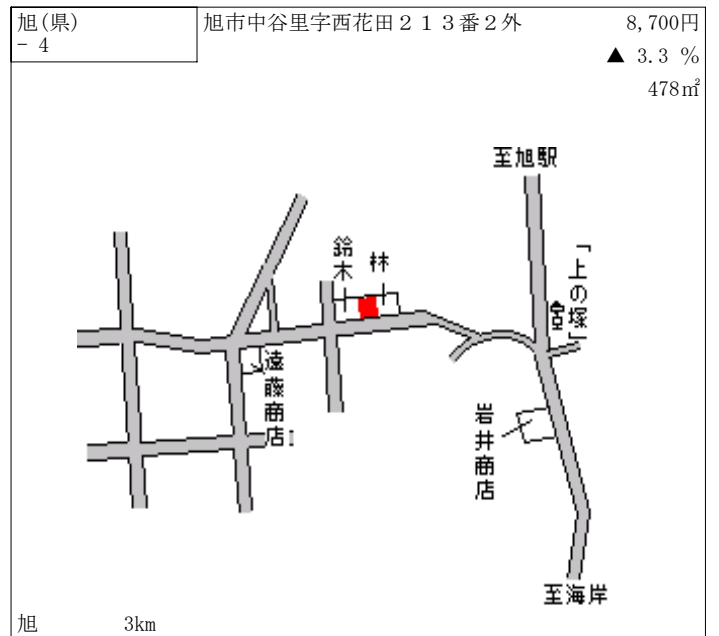 旭(県)
- 4
旭市中谷里字西花田２１３番２外
8,700円
▲ 3.3 %
478㎡
至旭駅
鈴木
林
「上の塚」
宮
遠藤商店
岩井商店
至海岸
旭 3km